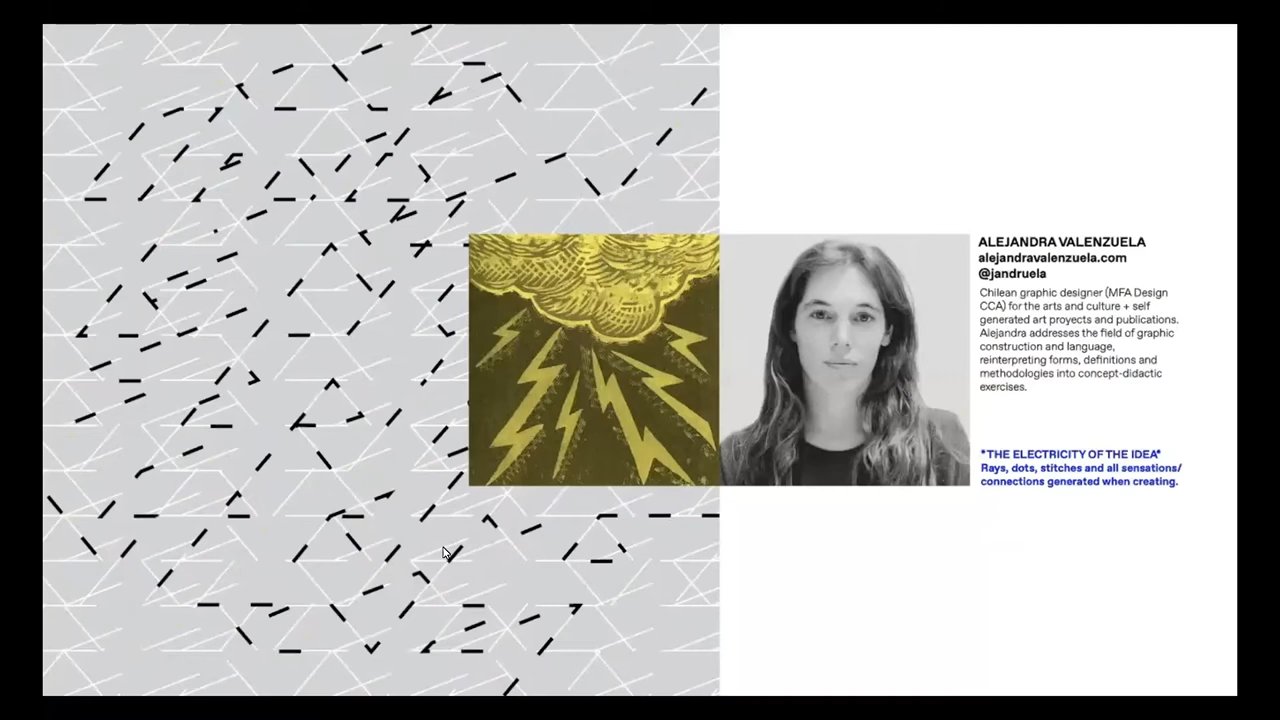 ALEJANDRA VALENZUELA
alejandravalenzuela.com
@jandruela
Chilean graphic designer (MFA Design
CCA) for the arts and culture + self
generated art proyects and publications.
Alejandra addresses the field of graphic
construction and language,
reinterpreting forms, definitions and
methodologies into concept-didactic
exercises.
*THE ELECTRICITY OF THE IDEA*
Rays, dots, stitches and all sensations/
connections generated when creating.